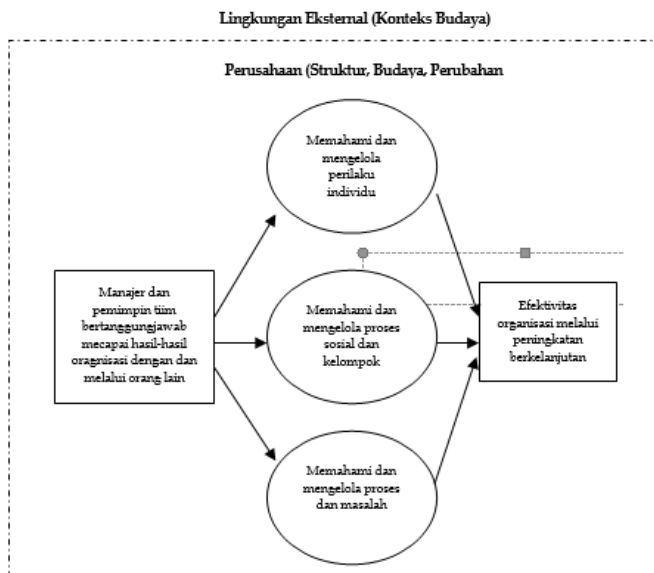 Lingkungan Eksternal (Konteks Budaya)
Perusahaan (Struktur, Budaya, Perubahan
Memahami dan
mengelola
perilaku
individu
Manajer dan
pemimpin tiim
bertanggungjawab
mecapai hasil-hasil
oragnisasi dengan dan
melalui orang lain
Memahami dan
mengelola proses
sosial dan
kelompok
Efektivitas
organisasi melalui
peningkatan
berkelanjutan
Memahami dan
mengelola proses
dan masalah